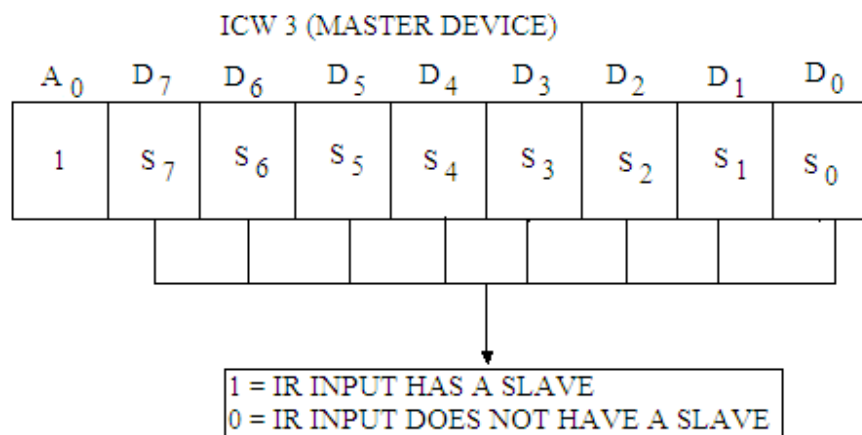 ICW 3 (MASTER DEVICE)
A0 D7 D6 D5 D4 D3 D2 D1 D0
1 S7 S6 S5 S4 S3 S2 S1 S0
1 = IR INPUT HAS A SLAVE
0 = IR INPUT DOES NOT HAVE A SLAVE